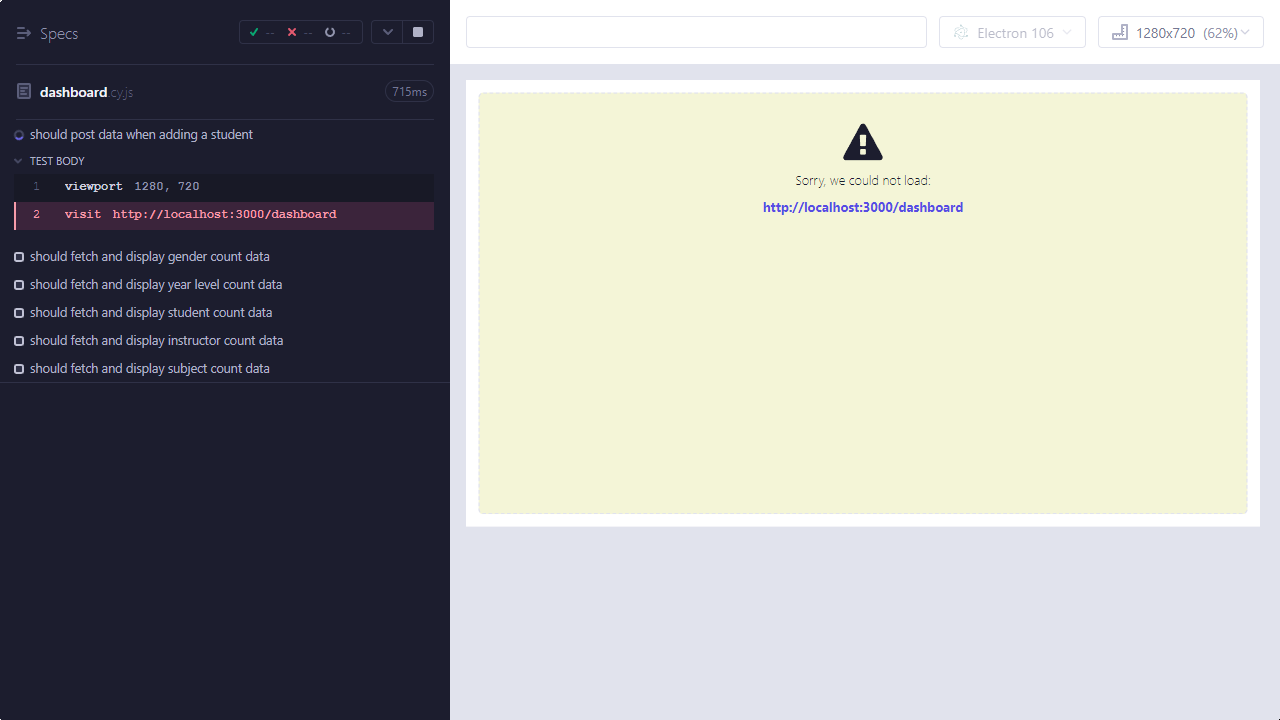 Specs
-- -- --
dashboard.cy.js 715ms
should post data when adding a student
TEST BODY
1 viewport 1280, 720
2 visit http://localhost:3000/dashboard
should fetch and display gender count data
should fetch and display year level count data
should fetch and display student count data
should fetch and display instructor count data
should fetch and display subject count data
Electron 106
1280x720 (62%)
Sorry, we could not load:
http://localhost:3000/dashboard